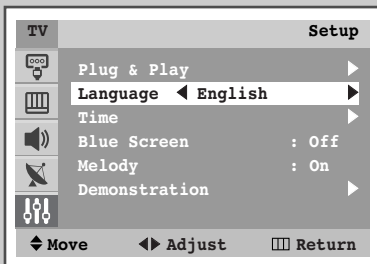 TV Setup
Plug & Play
Language English
Time
Blue Screen : Off
Melody : On
Demonstration
Move Adjust Return